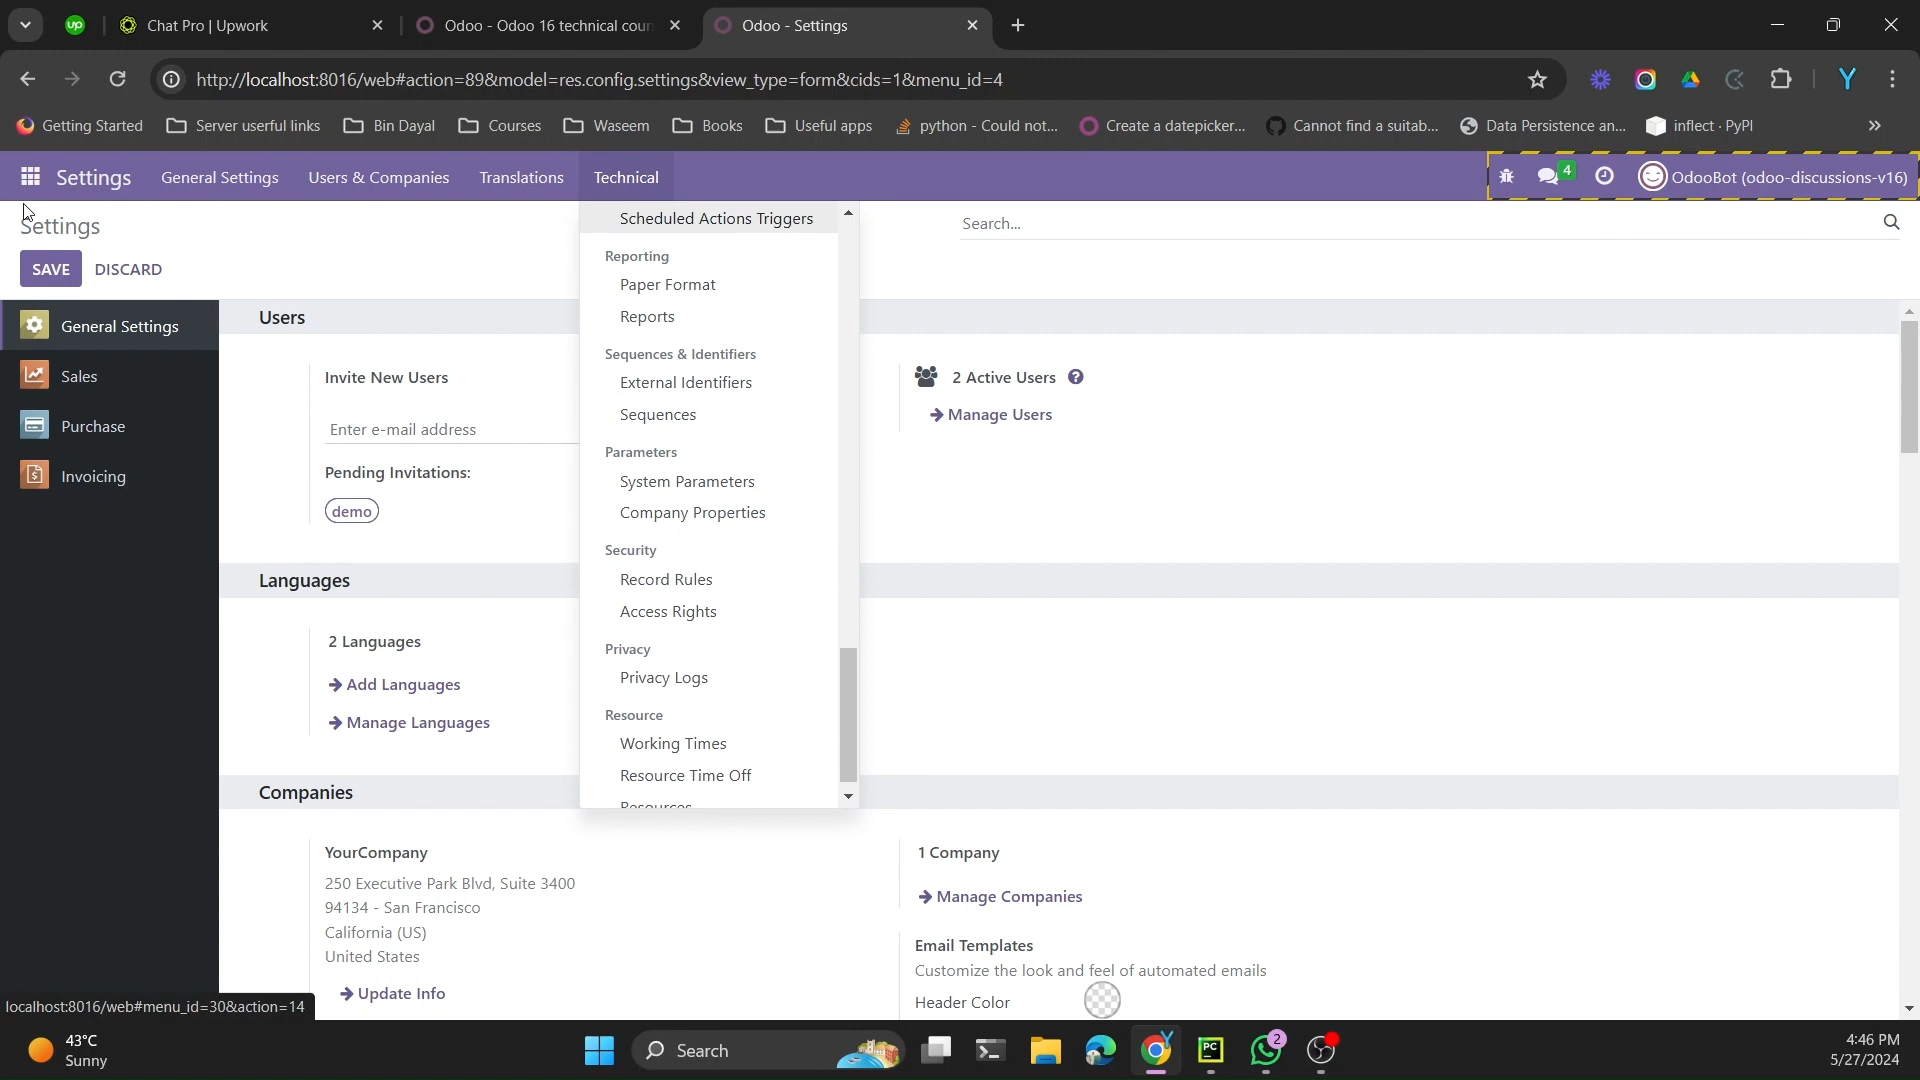 Chat Pro | Upwork
Odoo - Odoo 16 technical cour
Odoo - Settings
http://localhost:8016/web#action=89&model=res.config.settings&view_type=form&cids=1&menu_id=4
Getting Started
Server userful links
Bin Dayal
Courses
Waseem
Books
Useful apps
python - Could not...
Create a datepicker...
Cannot find a suitab...
Data Persistence an...
inflect · PyPI
Settings
General Settings
Users & Companies
Translations
Technical
4
OdooBot (odoo-discussions-v16)
Settings
Search...
SAVE
DISCARD
General Settings
Sales
Purchase
Invoicing
Scheduled Actions Triggers
Reporting
Paper Format
Reports
Sequences & Identifiers
External Identifiers
Sequences
Parameters
System Parameters
Company Properties
Security
Record Rules
Access Rights
Privacy
Privacy Logs
Resource
Working Times
Resource Time Off
Resources
Users
Invite New Users
Enter e-mail address
Pending Invitations:
demo
2 Active Users
Manage Users
Languages
2 Languages
Add Languages
Manage Languages
Companies
YourCompany
250 Executive Park Blvd, Suite 3400
94134 - San Francisco
California (US)
United States
Update Info
1 Company
Manage Companies
Email Templates
Customize the look and feel of automated emails
Header Color
localhost:8016/web#menu_id=30&action=14
43°C
Sunny
Search
2
4:46 PM
5/27/2024